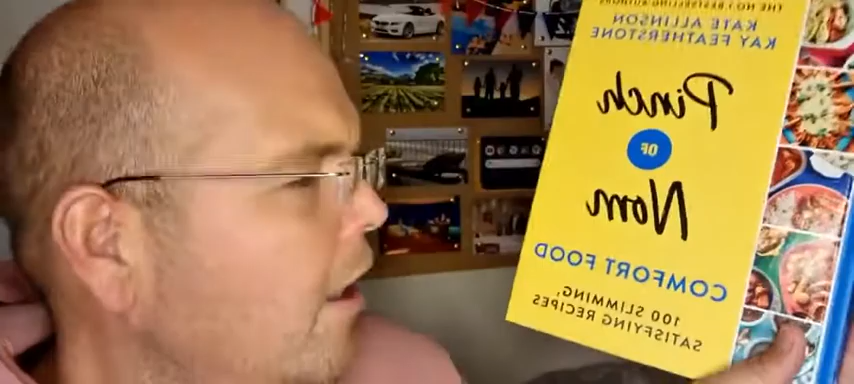 THE NO.1 BESTSELLING AUTHORS
KATE ALLINSON
KAY FEATHERSTONE
Pinch
OF
Nom
COMFORT FOOD
100 SLIMMING,
SATISFYING RECIPES